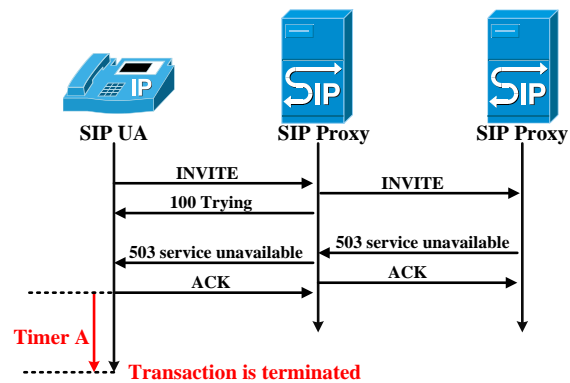 IP
SIP
SIP
SIP UA
SIP Proxy
SIP Proxy
INVITE
INVITE
100 Trying
503 service unavailable
503 service unavailable
ACK
ACK
Timer A
Transaction is terminated